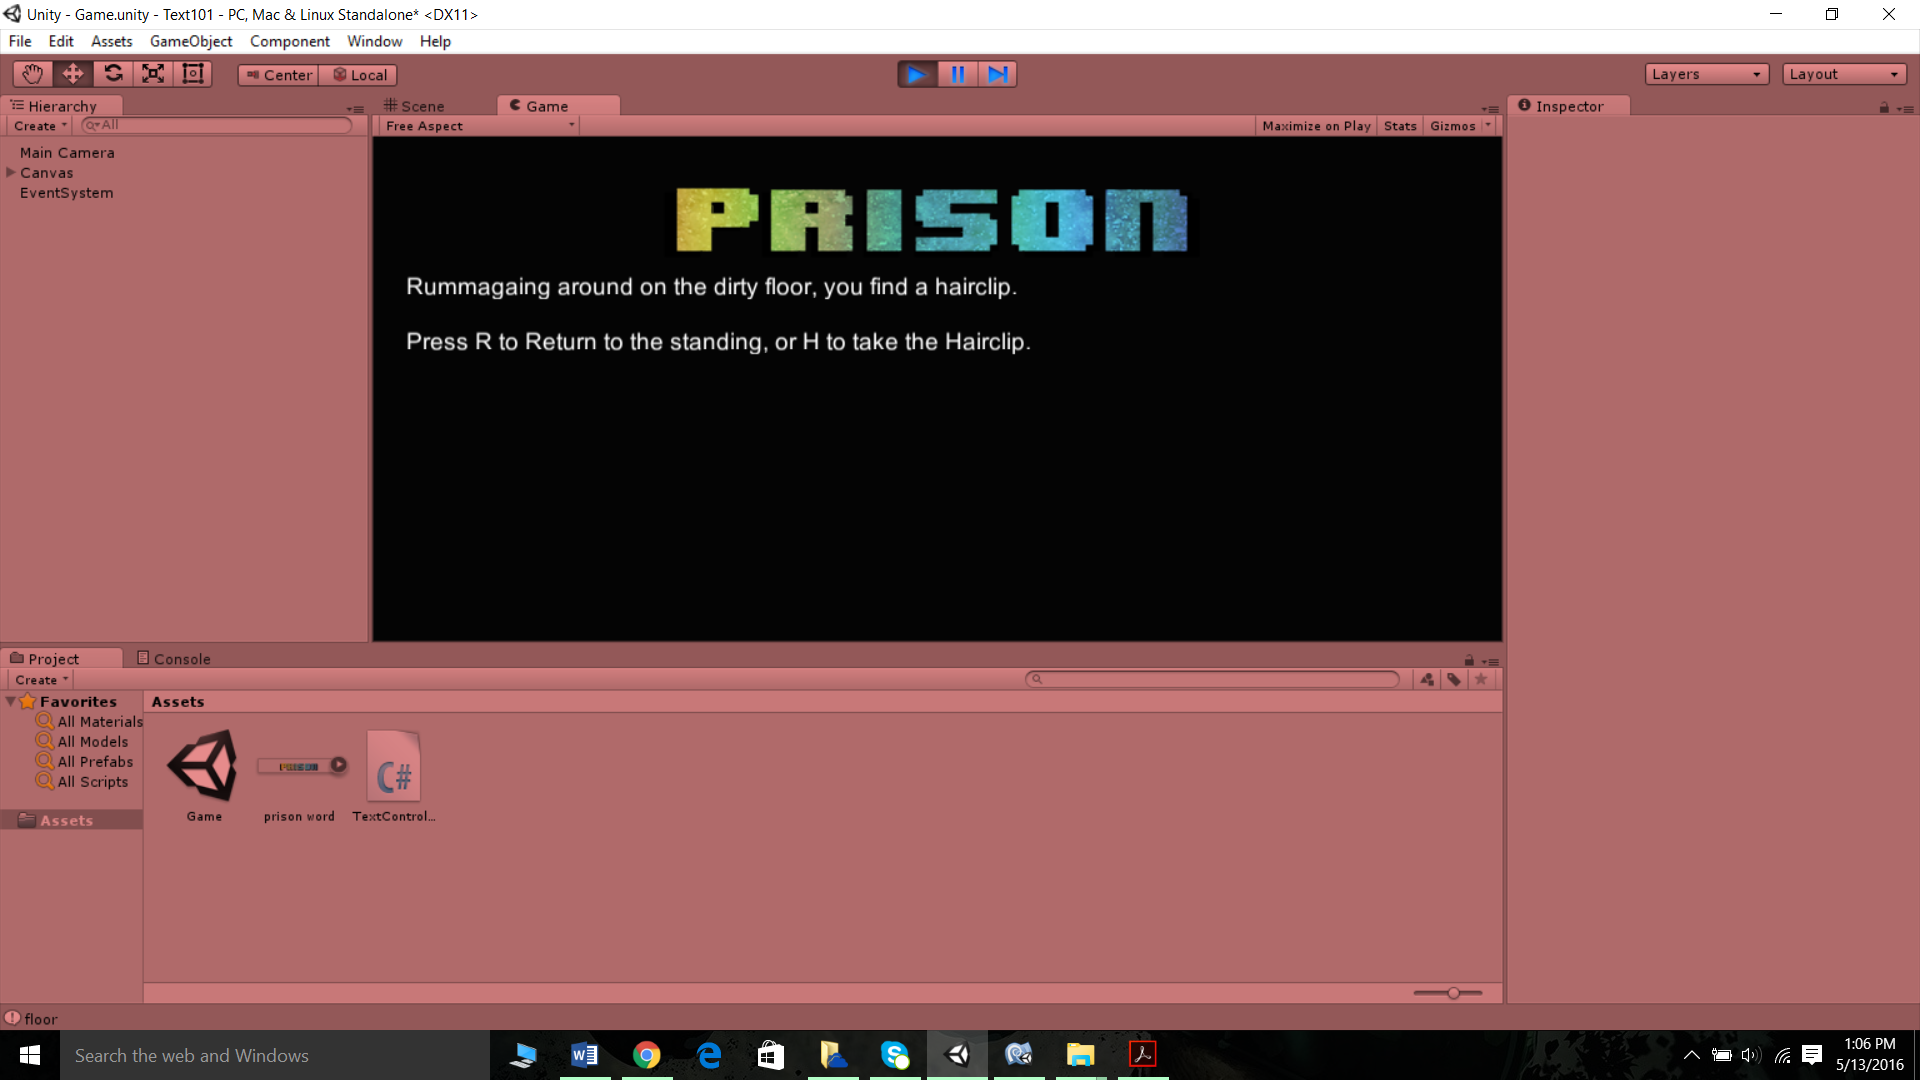 Unity - Game.unity - Text101 - PC, Mac & Linux Standalone* <DX11>
File Edit Assets GameObject Component Window Help
Center Local Layers Layout
Hierarchy Scene Game Inspector
Create All Free Aspect Maximize on Play Stats Gizmos
Main Camera
Canvas
EventSystem
PRISON
Rummagaing around on the dirty floor, you find a hairclip.
Press R to Return to the standing, or H to take the Hairclip.
Project Console
Create
Favorites Assets
All Materials
All Models
All Prefabs
All Scripts
PRISON
C#
Game prison word TextControl...
Assets
floor
Search the web and Windows
1:06 PM
5/13/2016